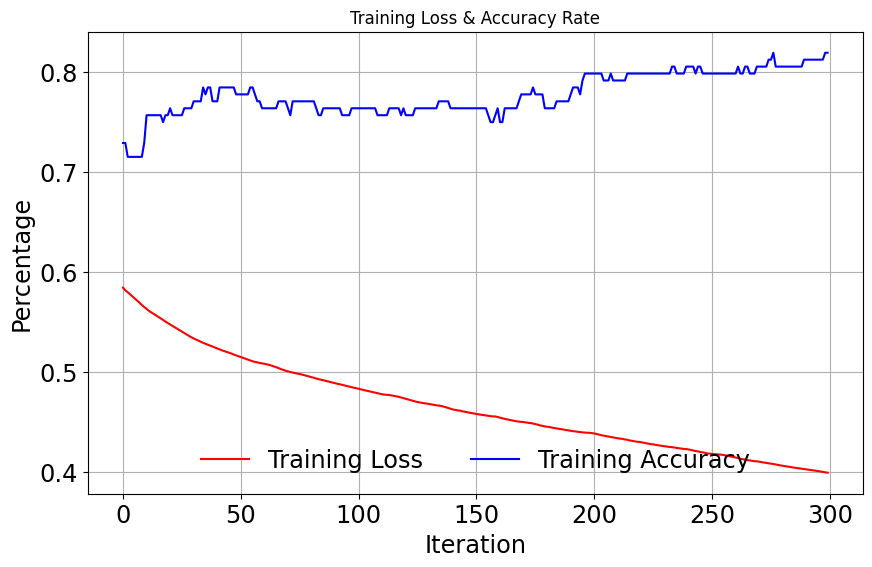 Training Loss & Accuracy Rate
0.8
0.7
0.6
0.5
0.4
Percentage
Training Loss
Training Accuracy
0 50 100 150 200 250 300
Iteration